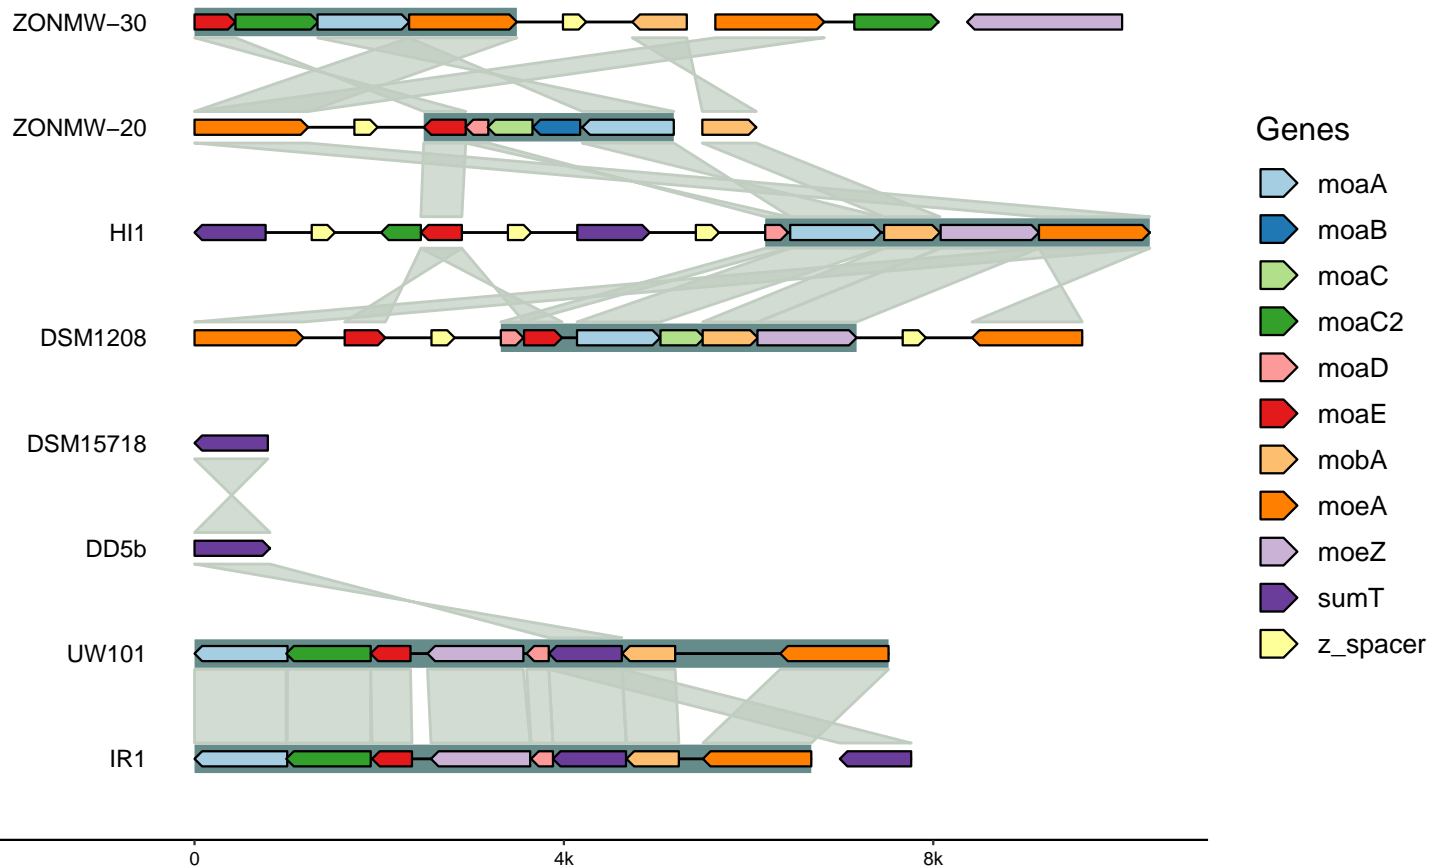 ZONMW−30
ZONMW−20
HI1
DSM1208
DSM15718
DD5b
UW101
IR1
0 4k 8k
Genes
moaA
moaB
moaC
moaC2
moaD
moaE
mobA
moeA
moeZ
sumT
z_spacer